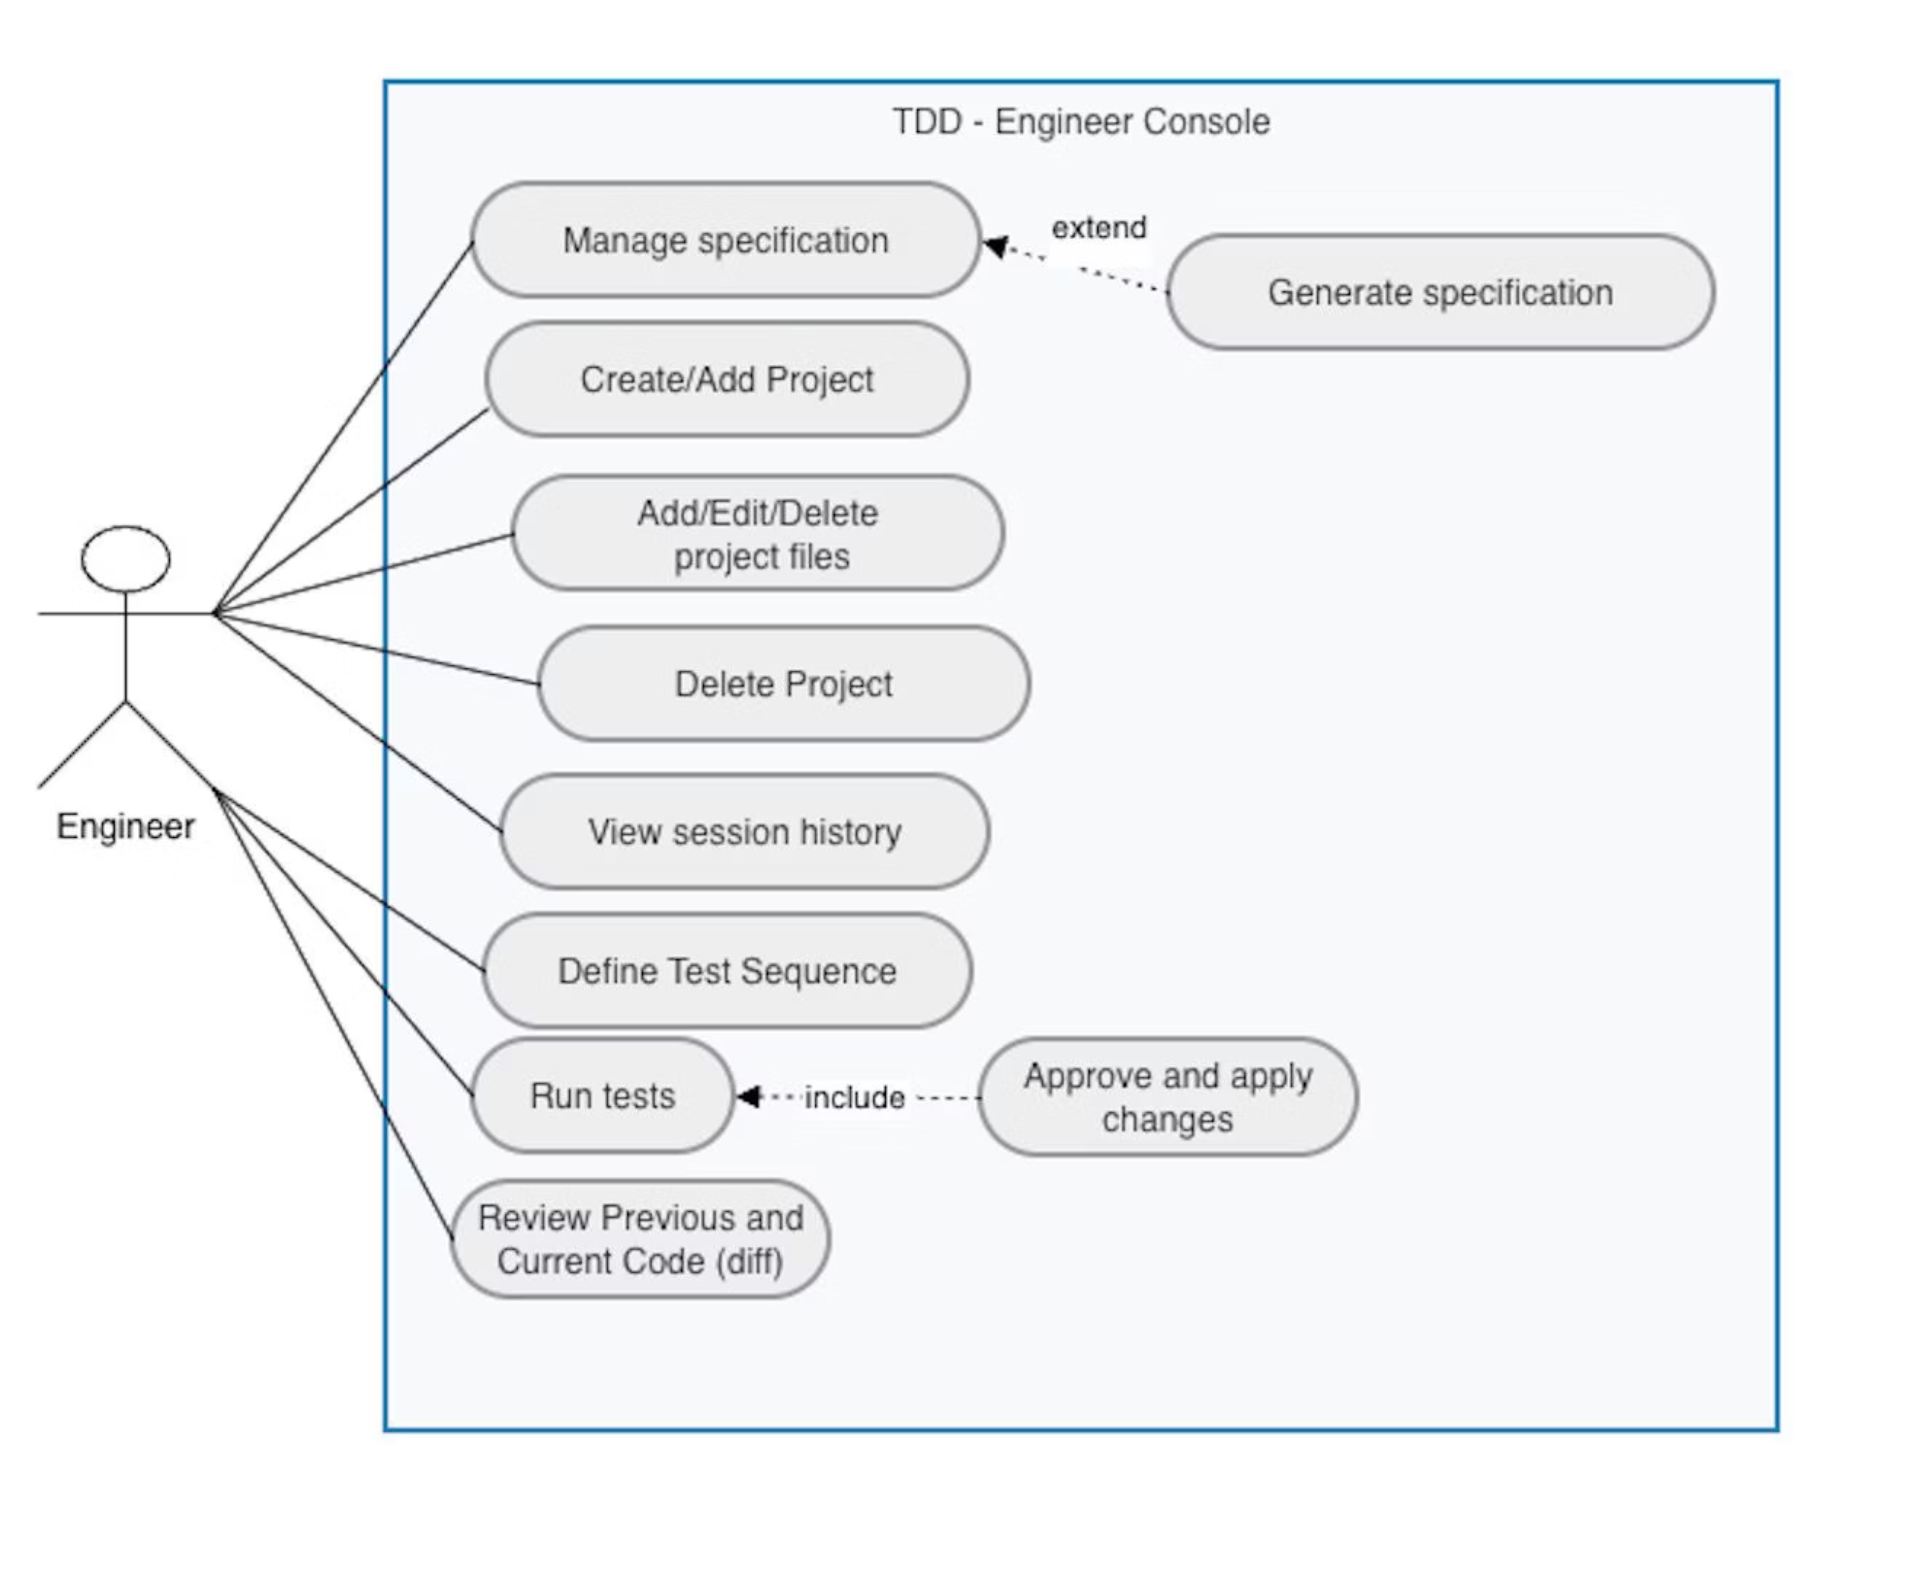 TDD - Engineer Console
Manage specification
extend
Generate specification
Create/Add Project
Add/Edit/Delete
project files
Delete Project
Engineer
View session history
Define Test Sequence
Run tests
include
Approve and apply
changes
Review Previous and
Current Code (diff)